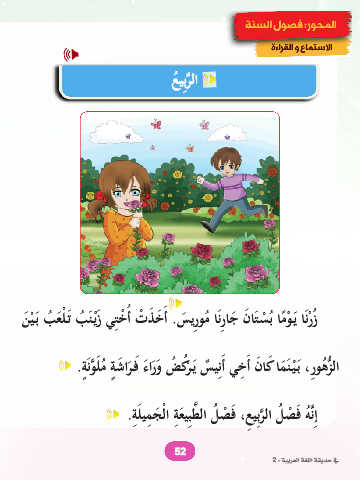 المحور: فصول السنة
الاستماع و القراءة
الرَّبِيعُ
زُرْنَا يَوْمًا بُسْتَانَ جَارِنَا مُورِيسَ. أَخَذَتْ أُخْتِي زَيْنَبُ تَلْعَبُ بَيْنَ
الزُّهُورِ، بَيْنَمَا كَانَ أَخِي أَنِيسٌ يَرْكُضُ وَرَاءَ فَرَاشَةٍ مُلَوَّنَةٍ.
إِنَّهُ فَصْلُ الرَّبِيعِ، فَصْلُ الطَّبِيعَةِ الْجَمِيلَةِ.
52
في حديقة اللغة العربية - 2